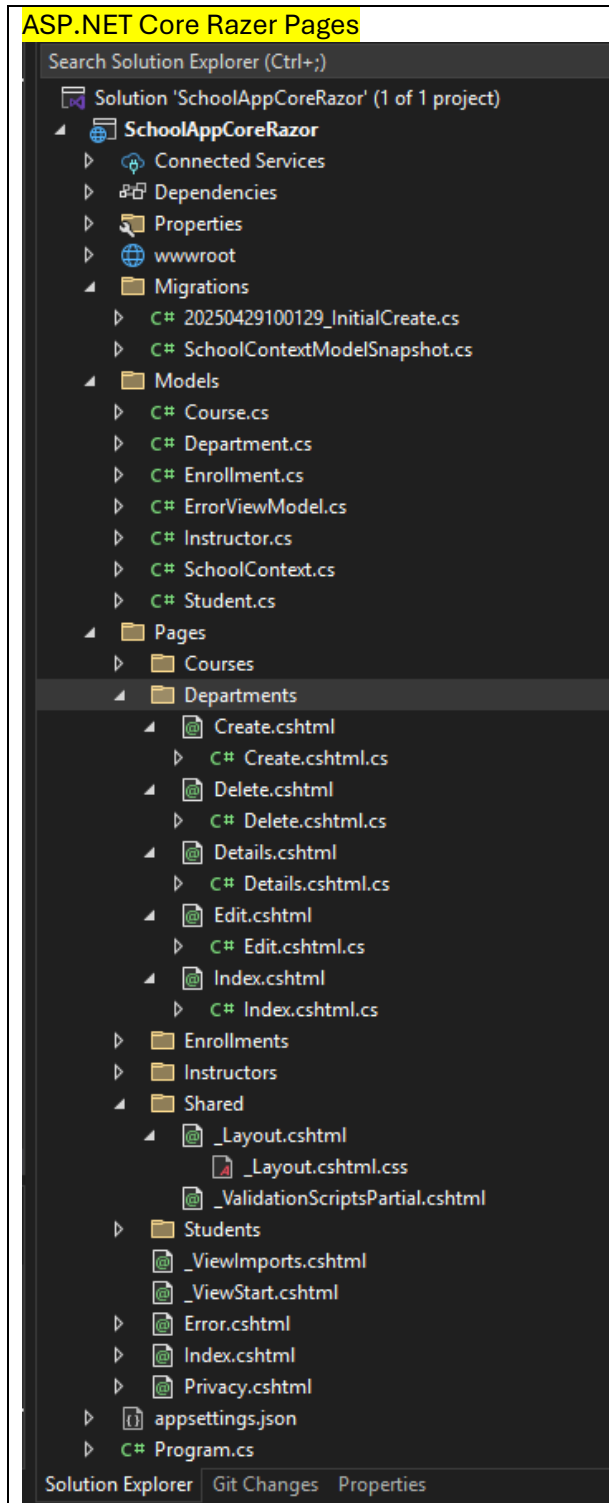 ASP.NET Core Razer Pages
Search Solution Explorer (Ctrl+;)
Solution 'SchoolAppCoreRazor' (1 of 1 project)
SchoolAppCoreRazor
Connected Services
Dependencies
Properties
wwwroot
Migrations
C# 20250429100129_InitialCreate.cs
C# SchoolContextModelSnapshot.cs
Models
C# Course.cs
C# Department.cs
C# Enrollment.cs
C# ErrorViewModel.cs
C# Instructor.cs
C# SchoolContext.cs
C# Student.cs
Pages
Courses
Departments
Create.cshtml
C# Create.cshtml.cs
Delete.cshtml
C# Delete.cshtml.cs
Details.cshtml
C# Details.cshtml.cs
Edit.cshtml
C# Edit.cshtml.cs
Index.cshtml
C# Index.cshtml.cs
Enrollments
Instructors
Shared
_Layout.cshtml
_Layout.cshtml.css
_ValidationScriptsPartial.cshtml
Students
_ViewImports.cshtml
_ViewStart.cshtml
Error.cshtml
Index.cshtml
Privacy.cshtml
appsettings.json
C# Program.cs
Solution Explorer Git Changes Properties